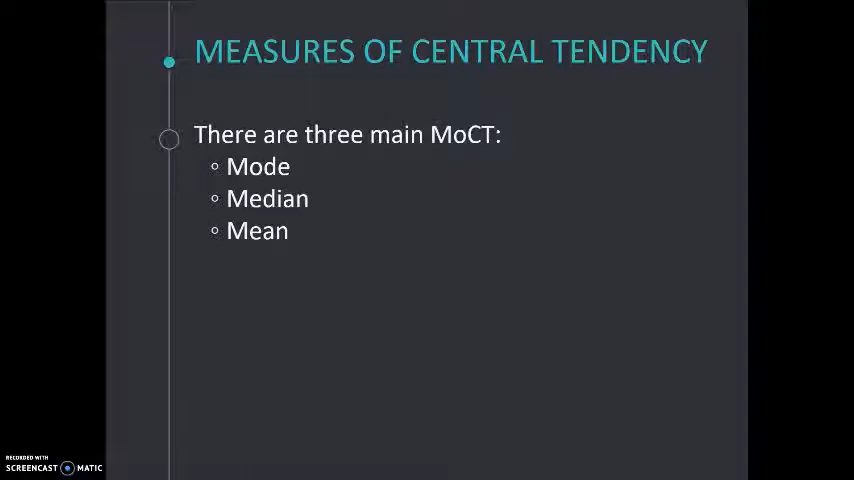 MEASURES OF CENTRAL TENDENCY
There are three main MoCT:
◦ Mode
◦ Median
◦ Mean
RECORDED WITH
SCREENCAST MATIC